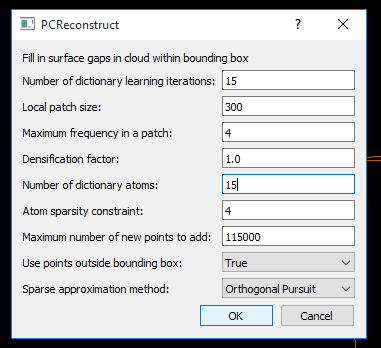 PCReconstruct
Fill in surface gaps in cloud within bounding box
Number of dictionary learning iterations: 15
Local patch size: 300
Maximum frequency in a patch: 4
Densification factor: 1.0
Number of dictionary atoms: 15
Atom sparsity constraint: 4
Maximum number of new points to add: 115000
Use points outside bounding box: True
Sparse approximation method: Orthogonal Pursuit
OK Cancel